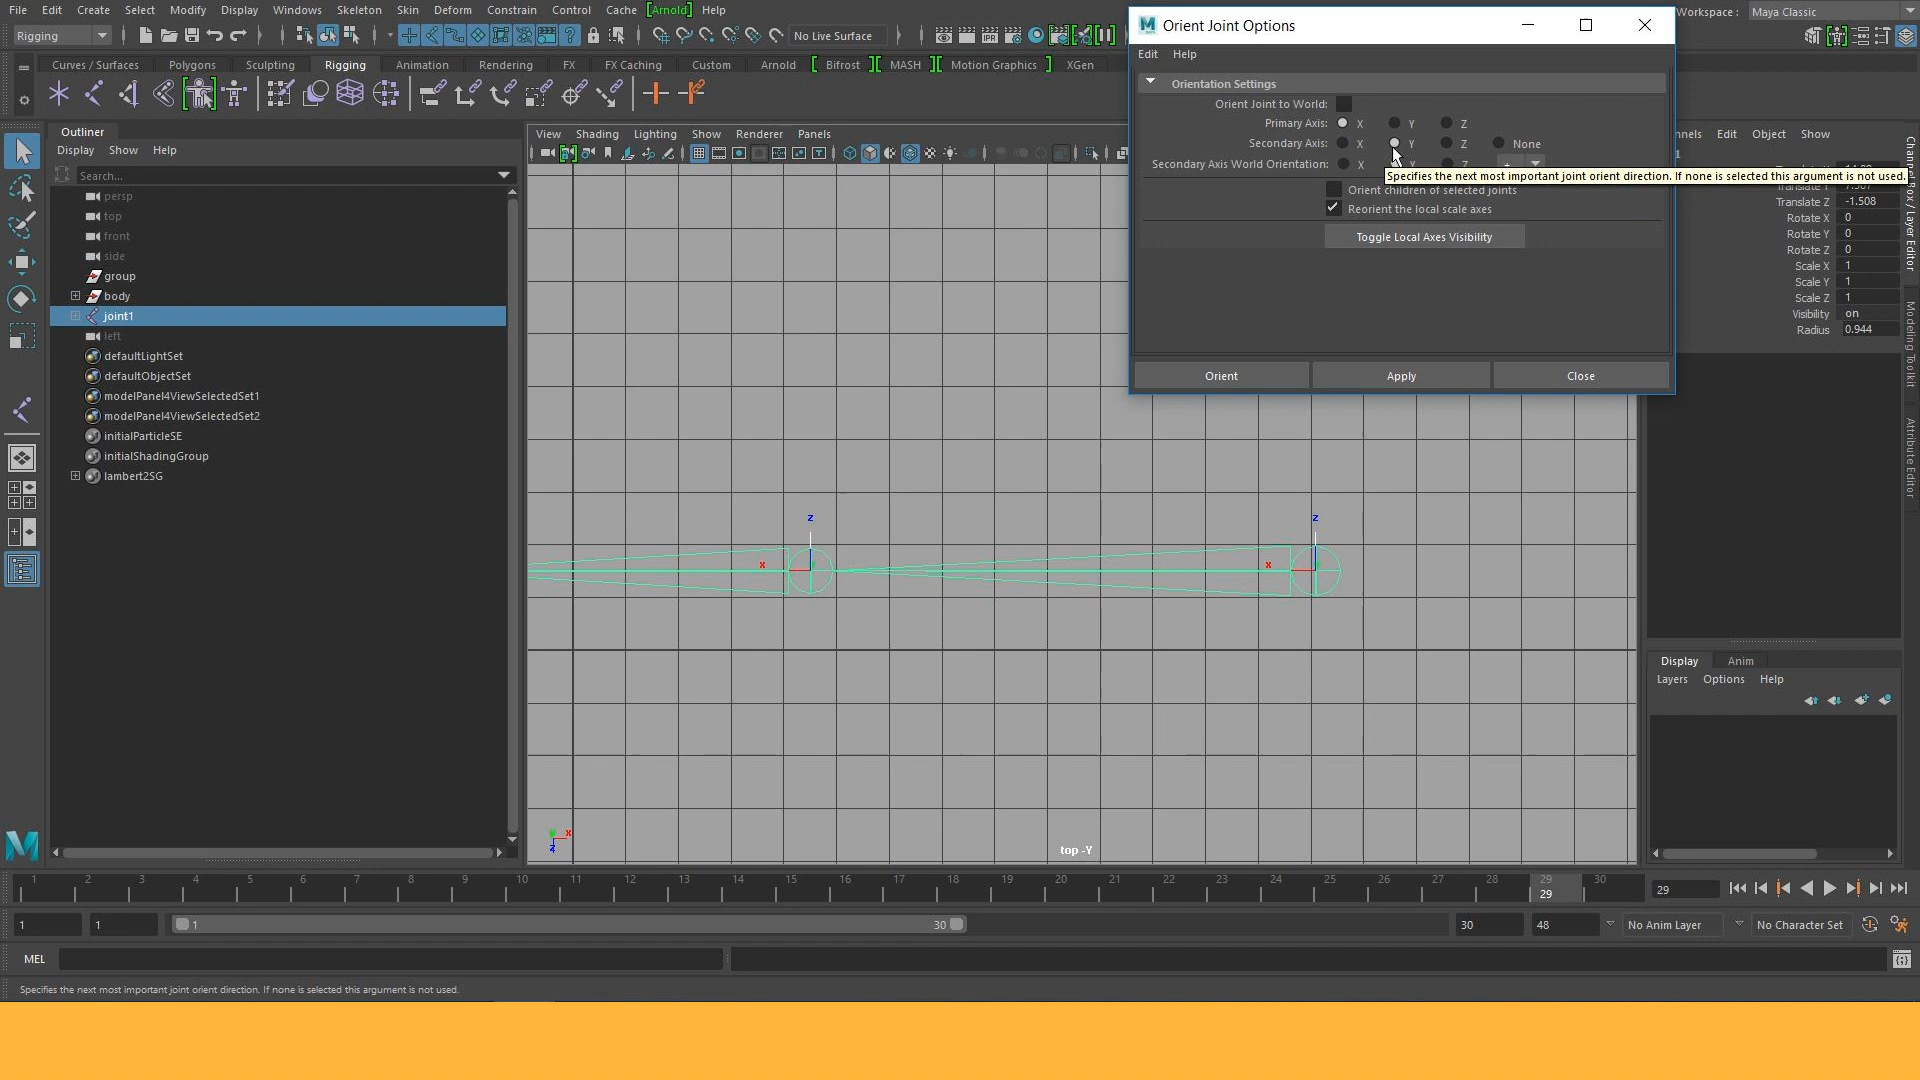 File Edit Create Select Modify Display Windows Skeleton Skin Deform Constrain Control Cache [Arnold] Help
Orient Joint Options
Workspace : Maya Classic
Rigging
No Live Surface
Edit Help
Curves / Surfaces Polygons Sculpting Rigging Animation Rendering FX FX Caching Custom Arnold Bifrost MASH Motion Graphics XGen
Orientation Settings
Orient Joint to World:
Primary Axis: X Y Z
Secondary Axis: X Y Z None
Secondary Axis World Orientation: X Y Z
Specifies the next most important joint orient direction. If none is selected this argument is not used.
Orient children of selected joints
Reorient the local scale axes
Toggle Local Axes Visibility
Orient Apply Close
Outliner
Display Show Help
Search...
persp
top
front
side
group
body
joint1
left
defaultLightSet
defaultObjectSet
modelPanel4ViewSelectedSet1
modelPanel4ViewSelectedSet2
initialParticleSE
initialShadingGroup
lambert2SG
View Shading Lighting Show Renderer Panels
z z
x x
x
z
top -Y
Edit Object Show
Translate Z -1.508
Rotate X 0
Rotate Y 0
Rotate Z 0
Scale X 1
Scale Y 1
Scale Z 1
Visibility on
Radius 0.944
Channel Box / Layer Editor
Modeling Toolkit
Attribute Editor
Display Anim
Layers Options Help
1 2 3 4 5 6 7 8 9 10 11 12 13 14 15 16 17 18 19 20 21 22 23 24 25 26 27 28 29 30
29
29
1 1 1 30 30 48 No Anim Layer No Character Set
MEL
Specifies the next most important joint orient direction. If none is selected this argument is not used.